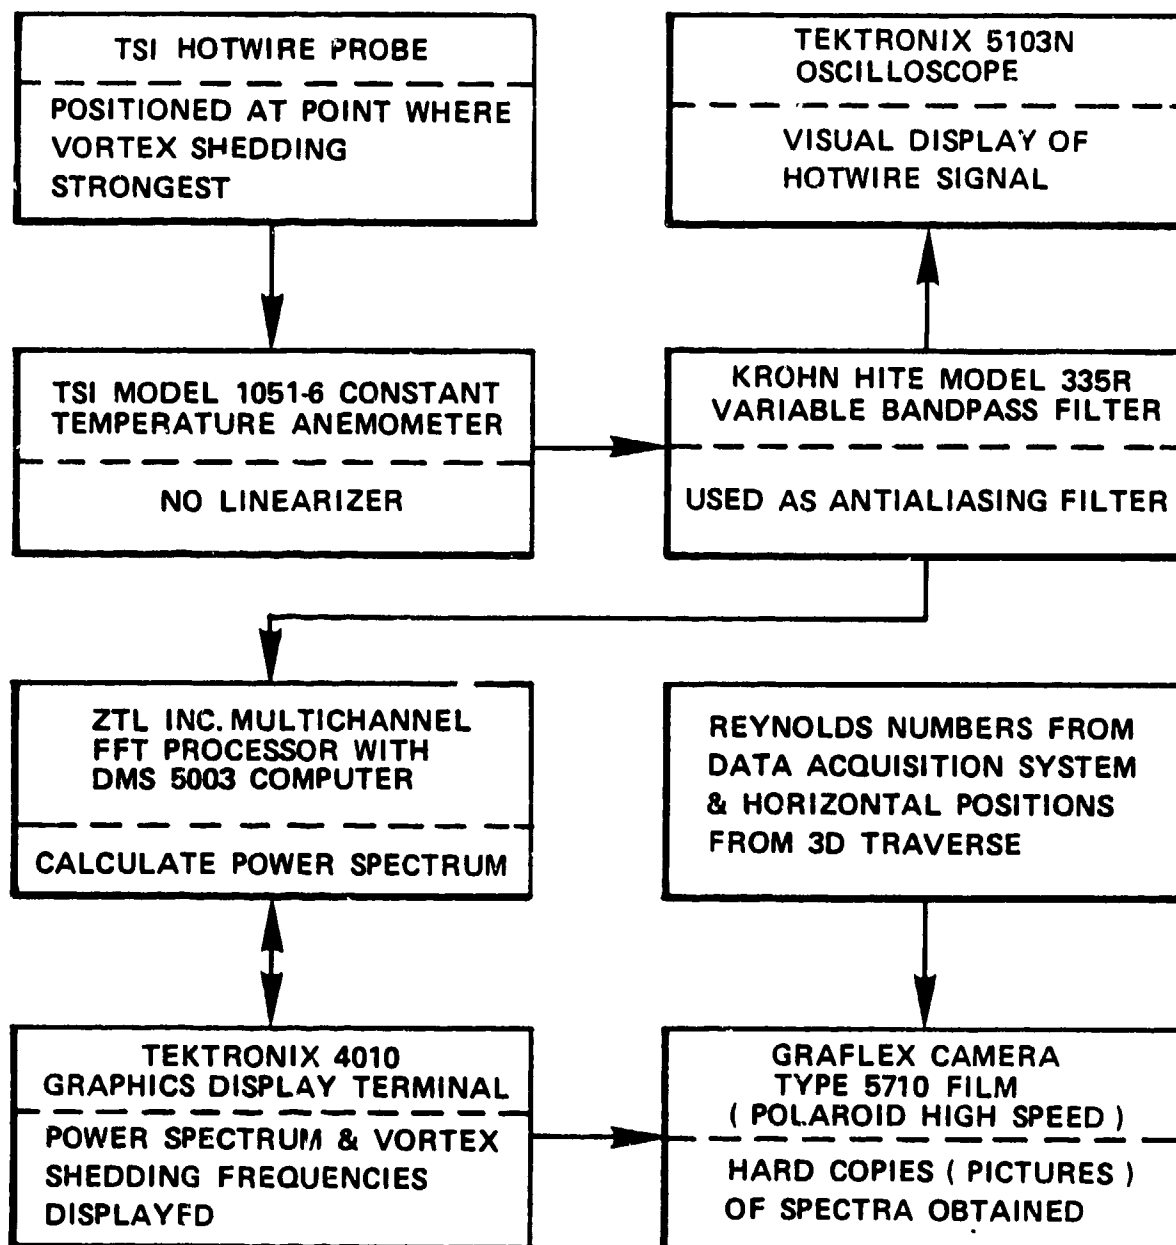 TSI HOTWIRE PROBE
POSITIONED AT POINT WHERE
VORTEX SHEDDING
STRONGEST
TEKTRONIX 5103N
OSCILLOSCOPE
VISUAL DISPLAY OF
HOTWIRE SIGNAL
TSI MODEL 1051-6 CONSTANT
TEMPERATURE ANEMOMETER
NO LINEARIZER
KROHN HITE MODEL 335R
VARIABLE BANDPASS FILTER
USED AS ANTIALIASING FILTER
ZTL INC. MULTICHANNEL
FFT PROCESSOR WITH
DMS 5003 COMPUTER
CALCULATE POWER SPECTRUM
REYNOLDS NUMBERS FROM
DATA ACQUISITION SYSTEM
& HORIZONTAL POSITIONS
FROM 3D TRAVERSE
TEKTRONIX 4010
GRAPHICS DISPLAY TERMINAL
POWER SPECTRUM & VORTEX
SHEDDING FREQUENCIES
DISPLAYED
GRAFLEX CAMERA
TYPE 5710 FILM
( POLAROID HIGH SPEED )
HARD COPIES ( PICTURES )
OF SPECTRA OBTAINED